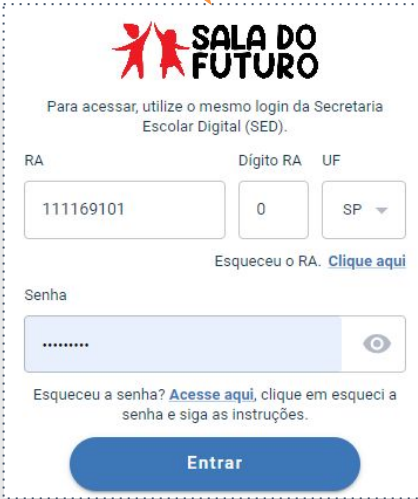 SALA DO
FUTURO
Para acessar, utilize o mesmo login da Secretaria
Escolar Digital (SED).
RA Dígito RA UF
111169101 0 SP
Esqueceu o RA. Clique aqui
Senha
•••••••••
Esqueceu a senha? Acesse aqui, clique em esqueci a
senha e siga as instruções.
Entrar